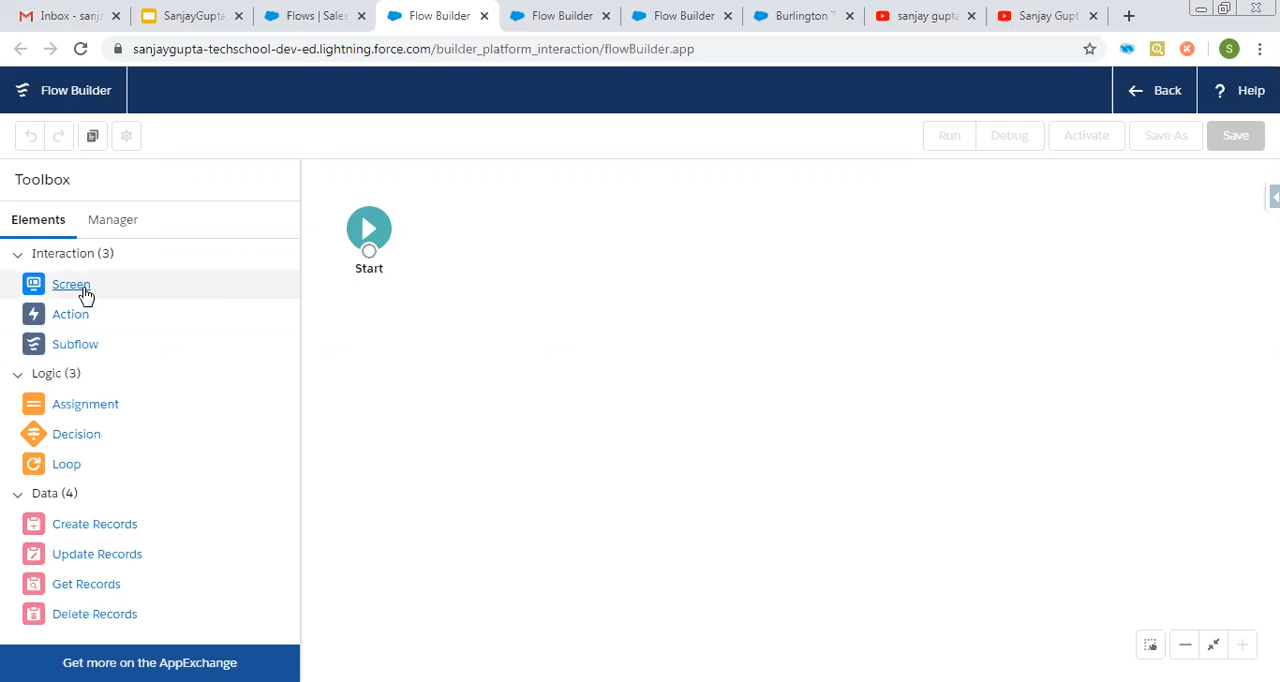 Inbox - sanj
SanjayGupta
Flows | Sales
Flow Builder
Flow Builder
Flow Builder
Burlington T
sanjay gupta
Sanjay Gupt
sanjaygupta-techschool-dev-ed.lightning.force.com/builder_platform_interaction/flowBuilder.app
S
Flow Builder
Back
? Help
Run
Debug
Activate
Save As
Save
Toolbox
Elements
Manager
Interaction (3)
Screen
Action
Subflow
Logic (3)
Assignment
Decision
Loop
Data (4)
Create Records
Update Records
Get Records
Delete Records
Get more on the AppExchange
Start